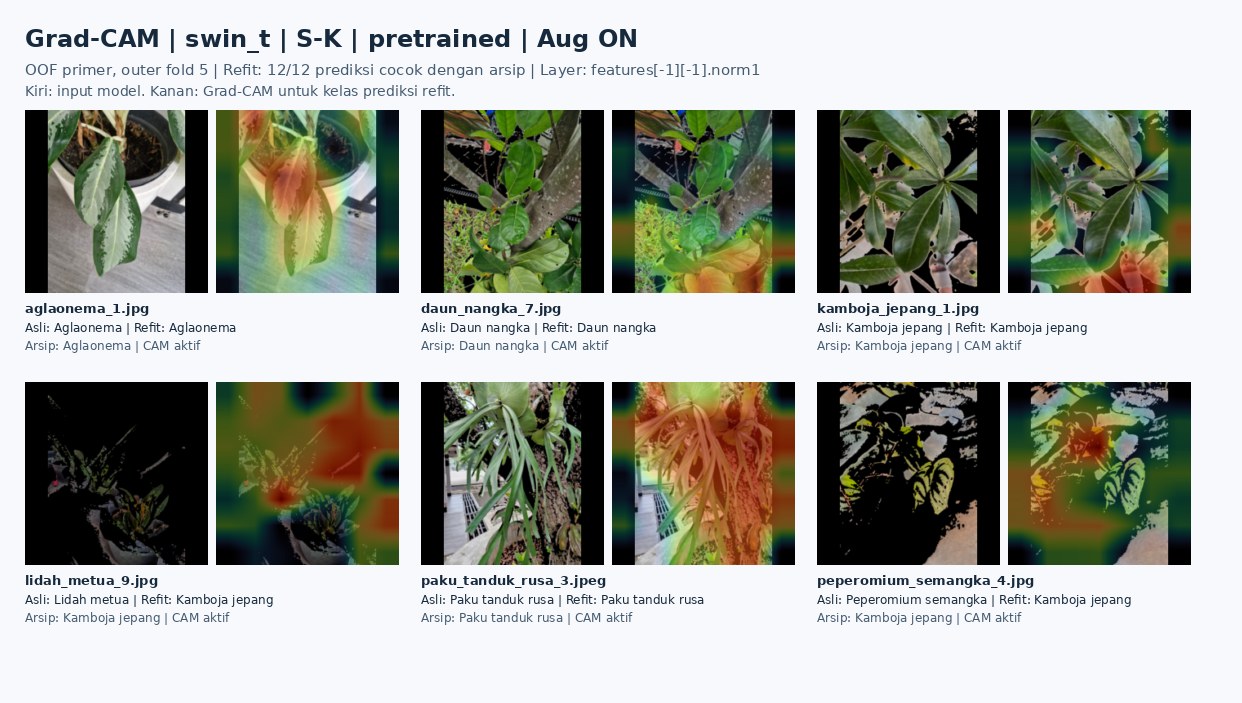 Grad-CAM | swin_t | S-K | pretrained | Aug ON
OOF primer, outer fold 5 | Refit: 12/12 prediksi cocok dengan arsip | Layer: features[-1][-1].norm1
Kiri: input model. Kanan: Grad-CAM untuk kelas prediksi refit.
aglaonema_1.jpg
Asli: Aglaonema | Refit: Aglaonema
Arsip: Aglaonema | CAM aktif
daun_nangka_7.jpg
Asli: Daun nangka | Refit: Daun nangka
Arsip: Daun nangka | CAM aktif
kamboja_jepang_1.jpg
Asli: Kamboja jepang | Refit: Kamboja jepang
Arsip: Kamboja jepang | CAM aktif
lidah_metua_9.jpg
Asli: Lidah metua | Refit: Kamboja jepang
Arsip: Kamboja jepang | CAM aktif
paku_tanduk_rusa_3.jpeg
Asli: Paku tanduk rusa | Refit: Paku tanduk rusa
Arsip: Paku tanduk rusa | CAM aktif
peperomium_semangka_4.jpg
Asli: Peperomium semangka | Refit: Kamboja jepang
Arsip: Kamboja jepang | CAM aktif